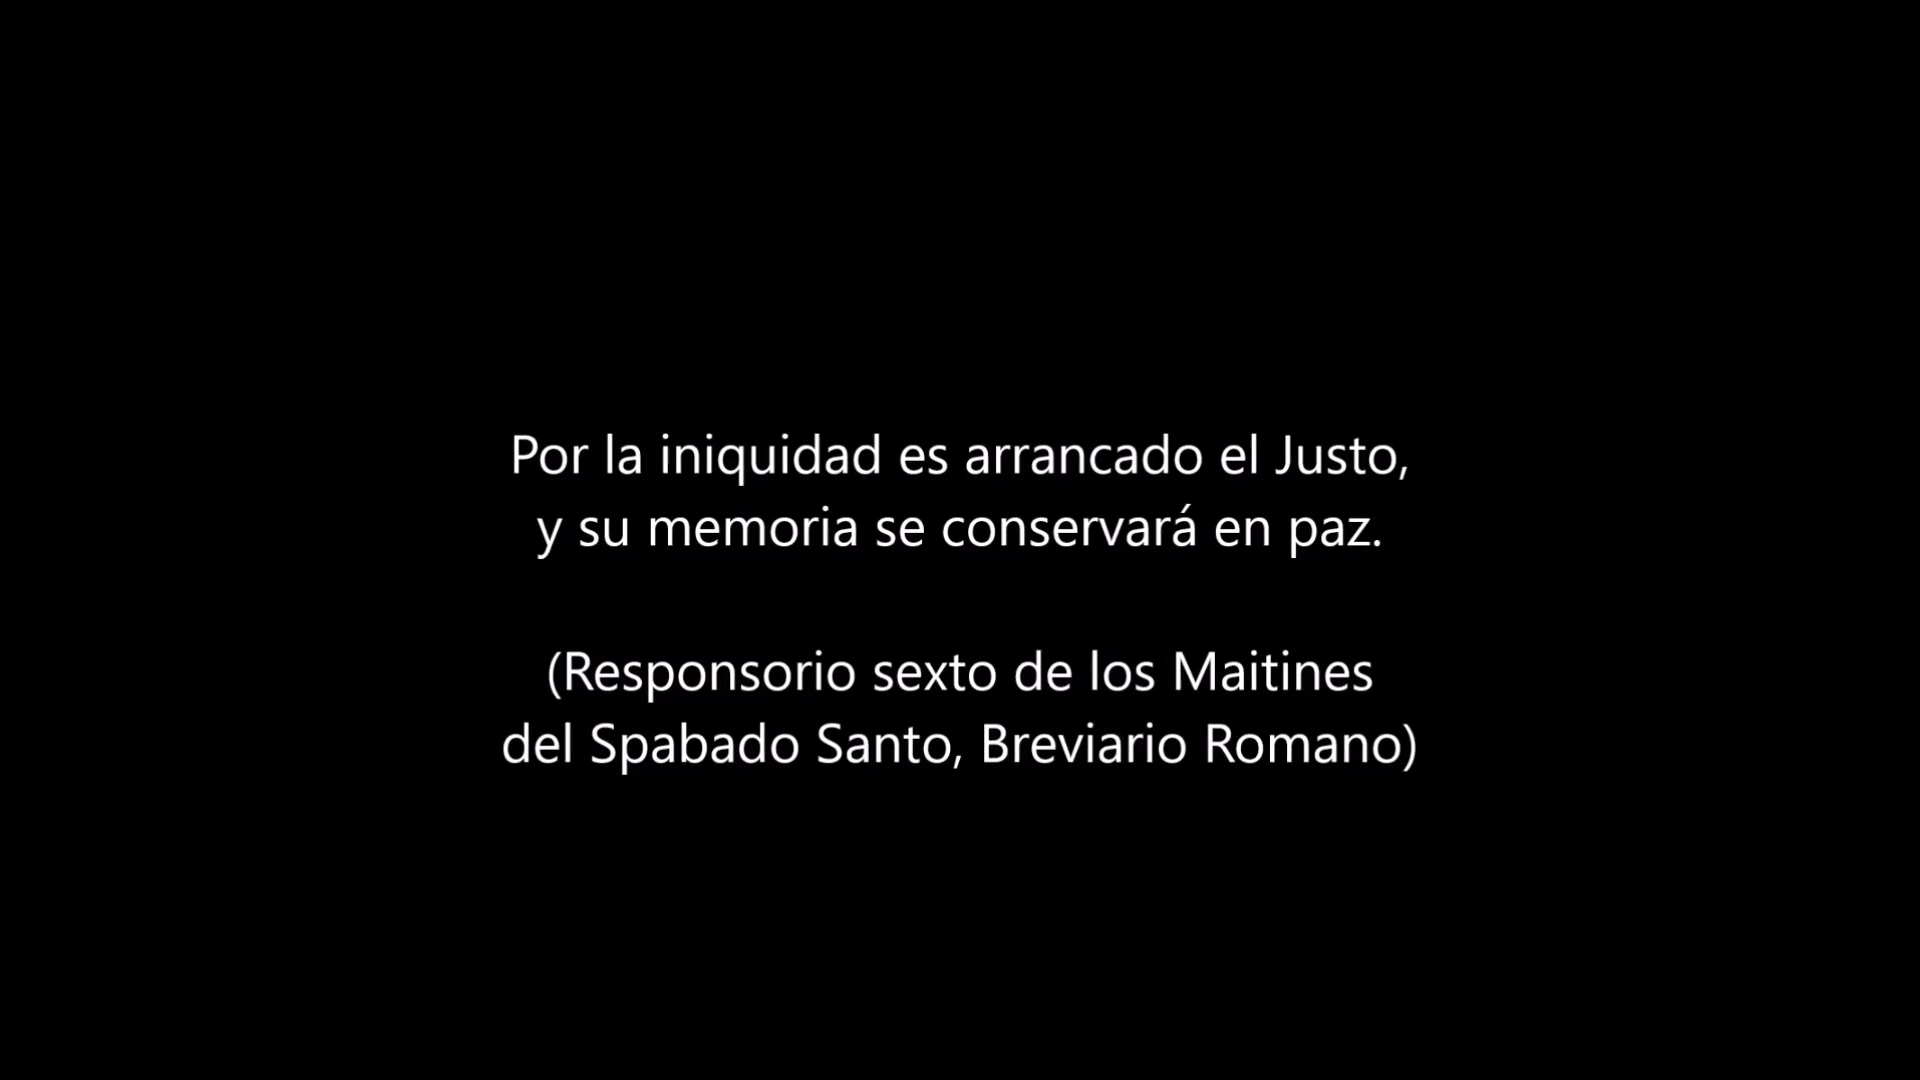 Por la iniquidad es arrancado el Justo,
y su memoria se conservará en paz.
(Responsorio sexto de los Maitines
del Spabado Santo, Breviario Romano)